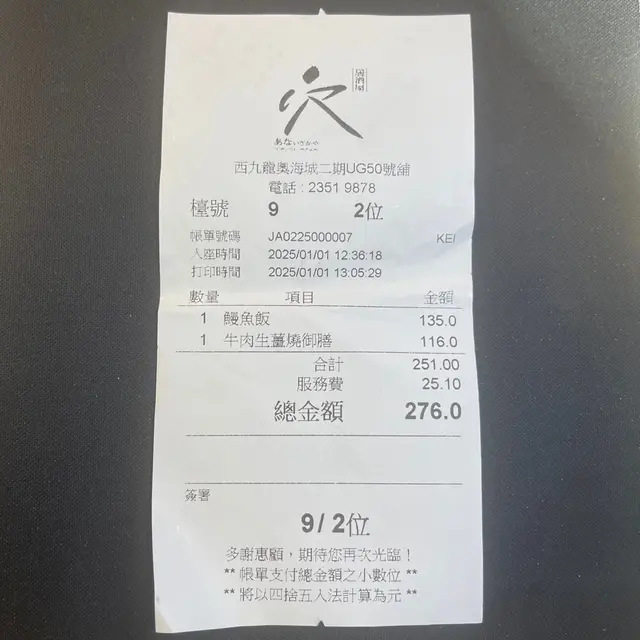 穴
居酒屋
あな いざかや
西九龍奧海城二期UG50號舖
電話 : 2351 9878
檯號 9 2位
帳單號碼 JA0225000007 KEI
入座時間 2025/01/01 12:36:18
打印時間 2025/01/01 13:05:29
數量 項目 金額
1 鰻魚飯 135.0
1 牛肉生薑燒御膳 116.0
合計 251.00
服務費 25.10
總金額 276.0
簽署
9/ 2位
多謝惠顧，期待您再次光臨！
** 帳單支付總金額之小數位 **
** 將以四捨五入法計算為元 **